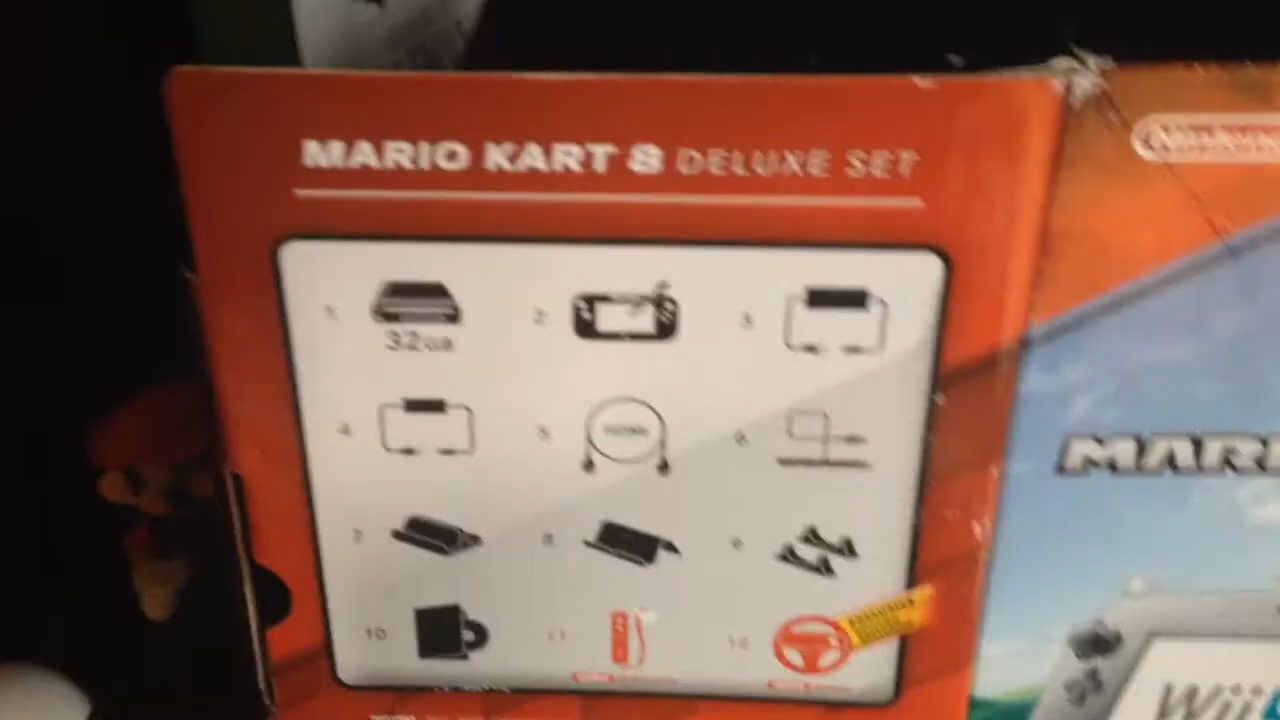 MARIO KART 8 DELUXE SET
Nintendo
1.
2.
3.
32GB
4.
5.
HDMI
6.
7
8
9
MARI
10
11
12
Wii